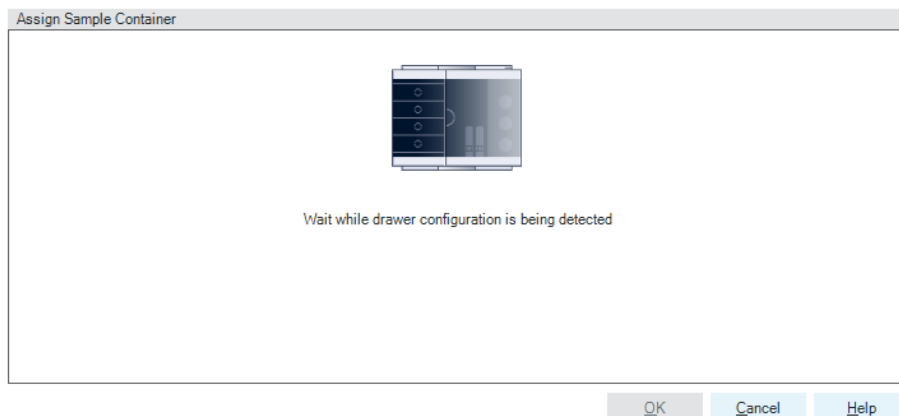 Assign Sample Container
Wait while drawer configuration is being detected
OK
Cancel
Help